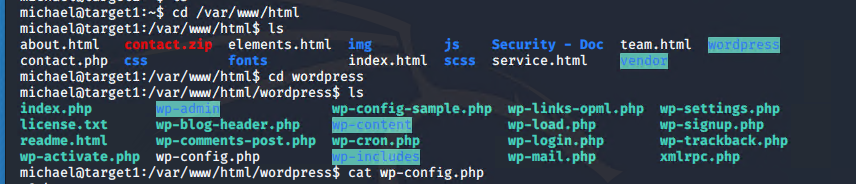 michael@target1:~$ cd /var/www/html
michael@target1:/var/www/html$ ls
about.html contact.zip elements.html img js Security - Doc team.html wordpress
contact.php css fonts index.html scss service.html vendor
michael@target1:/var/www/html$ cd wordpress
michael@target1:/var/www/html/wordpress$ ls
index.php wp-admin wp-config-sample.php wp-links-opml.php wp-settings.php
license.txt wp-blog-header.php wp-content wp-load.php wp-signup.php
readme.html wp-comments-post.php wp-cron.php wp-login.php wp-trackback.php
wp-activate.php wp-config.php wp-includes wp-mail.php xmlrpc.php
michael@target1:/var/www/html/wordpress$ cat wp-config.php